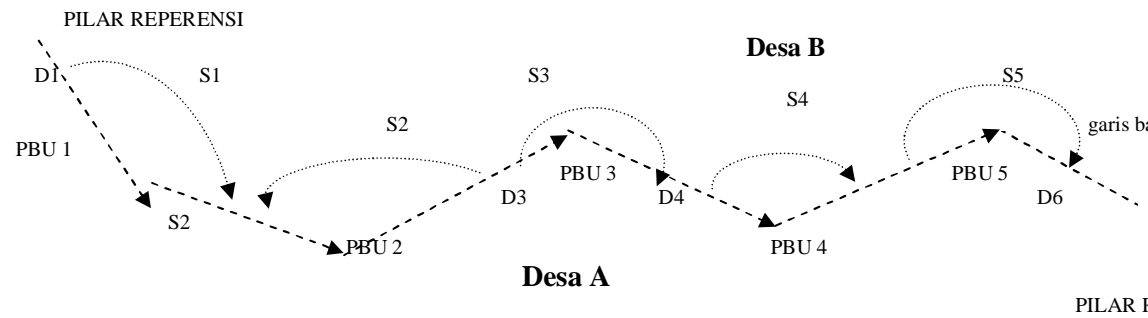 PILAR REPERENSI
Desa B
D1
S1
S3
S5
S4
S2
garis
PBU 1
PBU 3
PBU 5
D3
D4
D6
S2
PBU 2
PBU 4
Desa A
PILAR